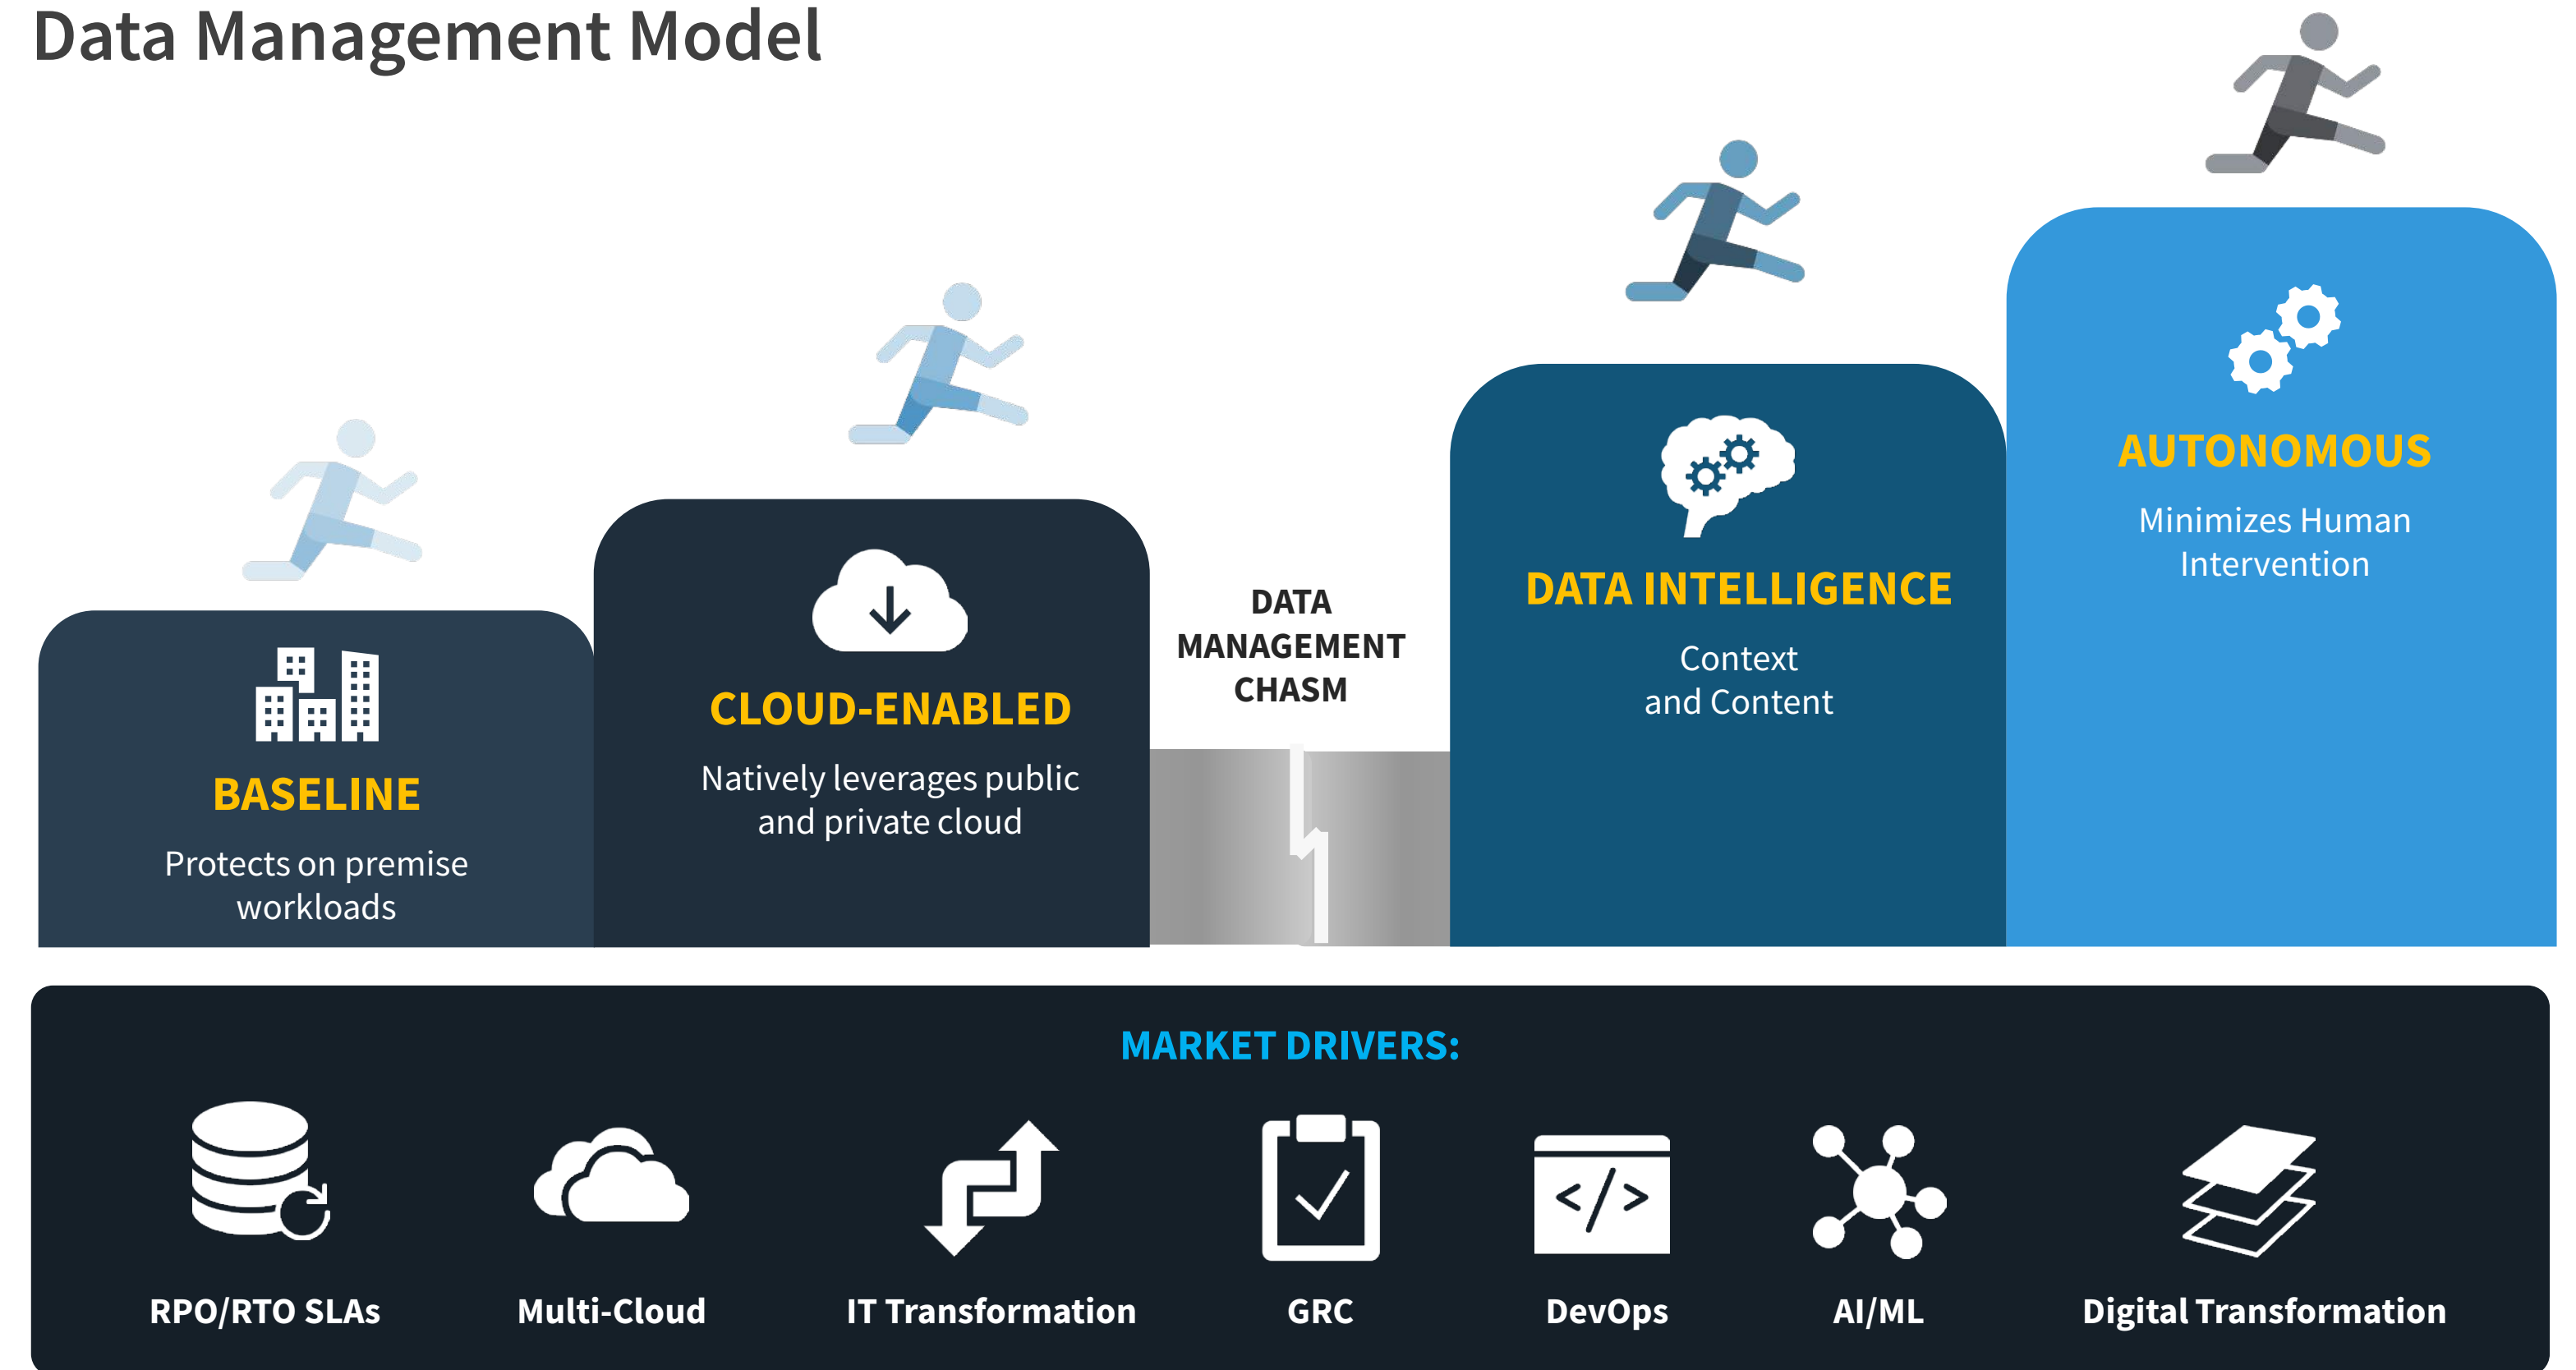 Data Management Model
BASELINE
Protects on premise
workloads
CLOUD-ENABLED
Natively leverages public
and private cloud
DATA
MANAGEMENT
CHASM
DATA INTELLIGENCE
Context
and Content
AUTONOMOUS
Minimizes Human
Intervention
MARKET DRIVERS:
</>
RPO/RTO SLAs
Multi-Cloud
IT Transformation
GRC
DevOps
AI/ML
Digital Transformation